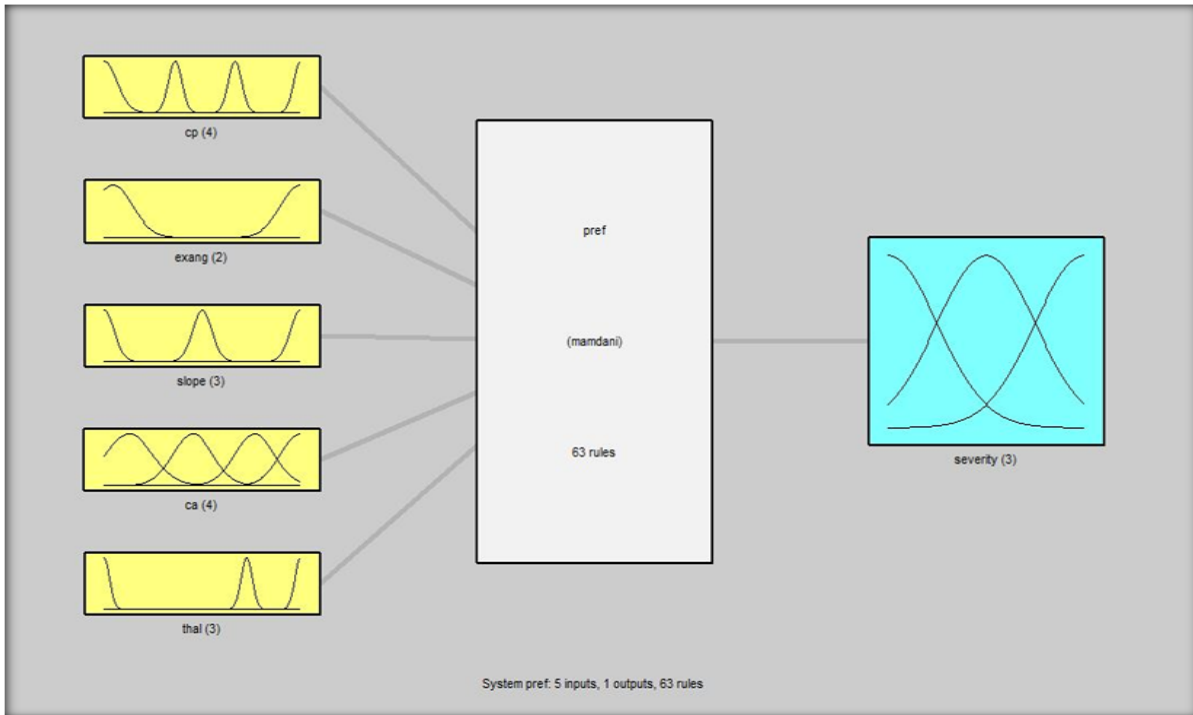 cp (4)
exang (2)
slope (3)
ca (4)
thal (3)
pref
(mamdani)
63 rules
severity (3)
System pref: 5 inputs, 1 outputs, 63 rules